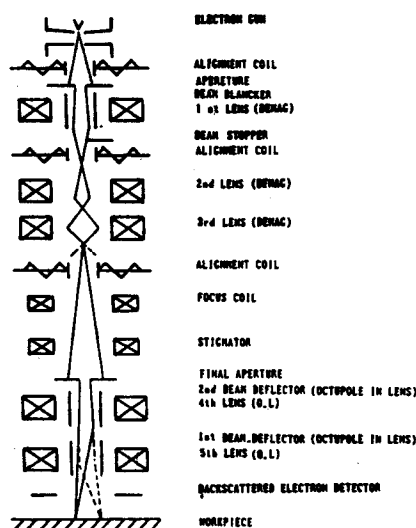 ELECTRON GUN
ALIGNMENT COIL
APERETURE
BEAM BLANCKER
1 st LENS (DEMAG)
BEAM STOPPER
ALIGNMENT COIL
2nd LENS (DEMAG)
3rd LENS (DEMAG)
ALIGNMENT COIL
FOCUS COIL
STIGMATOR
FINAL APERTURE
2nd BEAM DEFLECTOR (OCTUPOLE IN LENS)
4th LENS (O.L)
1st BEAM.DEFLECTOR (OCTUPOLE IN LENS)
5th LENS (O.L)
BACKSCATTERED ELECTRON DETECTOR
WORKPIECE